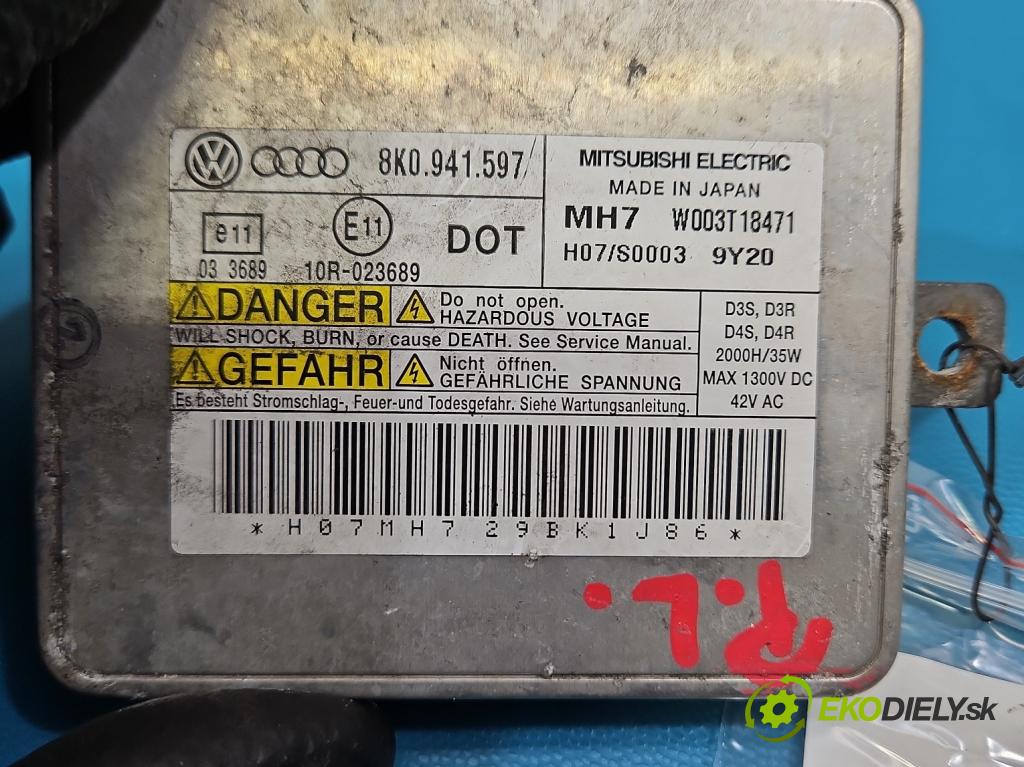 VW 8K0.941.597
e11 E11 DOT
03 3689 10R-023689
MITSUBISHI ELECTRIC
MADE IN JAPAN
MH7 W003T18471
H07/S0003 9Y20
DANGER Do not open.
HAZARDOUS VOLTAGE
WILL SHOCK, BURN, or cause DEATH. See Service Manual.
GEFAHR Nicht öffnen.
GEFÄHRLICHE SPANNUNG
Es besteht Stromschlag-, Feuer-und Todesgefahr. Siehe Wartungsanleitung.
D3S, D3R
D4S, D4R
2000H/35W
MAX 1300V DC
42V AC
*H07MH7 29BK1J86*
P.L.
EKODIELY.sk